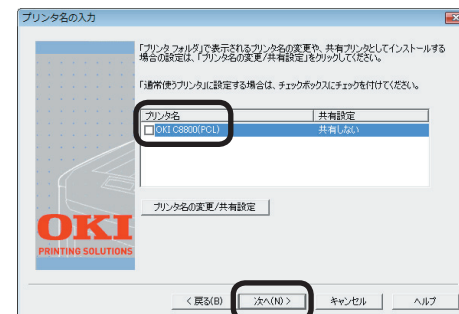 プリンタ名の入力
「プリンタ フォルダ」で表示されるプリンタ名の変更や、共有プリンタとしてインストールする
場合の設定は、「プリンタ名の変更/共有設定」をクリックしてください。
「通常使うプリンタ」に設定する場合は、チェックボックスにチェックを付けてください。
プリンタ名 共有設定
OKI C8800(PCL) 共有しない
プリンタ名の変更/共有設定
OKI
PRINTING SOLUTIONS
< 戻る(B) 次へ(N) > キャンセル ヘルプ